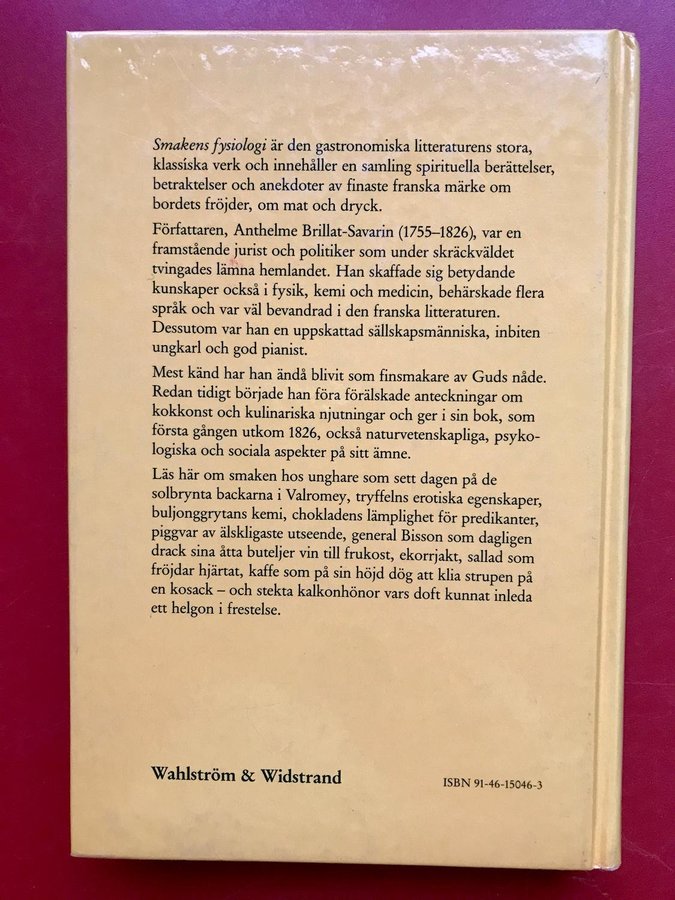 Smakens fysiologi är den gastronomiska litteraturens stora,
klassiska verk och innehåller en samling spirituella berättelser,
betraktelser och anekdoter av finaste franska märke om
bordets fröjder, om mat och dryck.
Författaren, Anthelme Brillat-Savarin (1755–1826), var en
framstående jurist och politiker som under skräckväldet
tvingades lämna hemlandet. Han skaffade sig betydande
kunskaper också i fysik, kemi och medicin, behärskade flera
språk och var väl bevandrad i den franska litteraturen.
Dessutom var han en uppskattad sällskapsmänniska, inbiten
ungkarl och god pianist.
Mest känd har han ändå blivit som finsmakare av Guds nåde.
Redan tidigt började han föra förälskade anteckningar om
kokkonst och kulinariska njutningar och ger i sin bok, som
första gången utkom 1826, också naturvetenskapliga, psyko-
logiska och sociala aspekter på sitt ämne.
Läs här om smaken hos unghare som sett dagen på de
solbrynta backarna i Valromey, tryffelns erotiska egenskaper,
buljonggrytans kemi, chokladens lämplighet för predikanter,
piggvar av älskligaste utseende, general Bisson som dagligen
drack sina åtta buteljer vin till frukost, ekorrjakt, sallad som
fröjdar hjärtat, kaffe som på sin höjd dög att klia strupen på
en kosack – och stekta kalkonhönor vars doft kunnat inleda
ett helgon i frestelse.
Wahlström & Widstrand
ISBN 91-46-15046-3